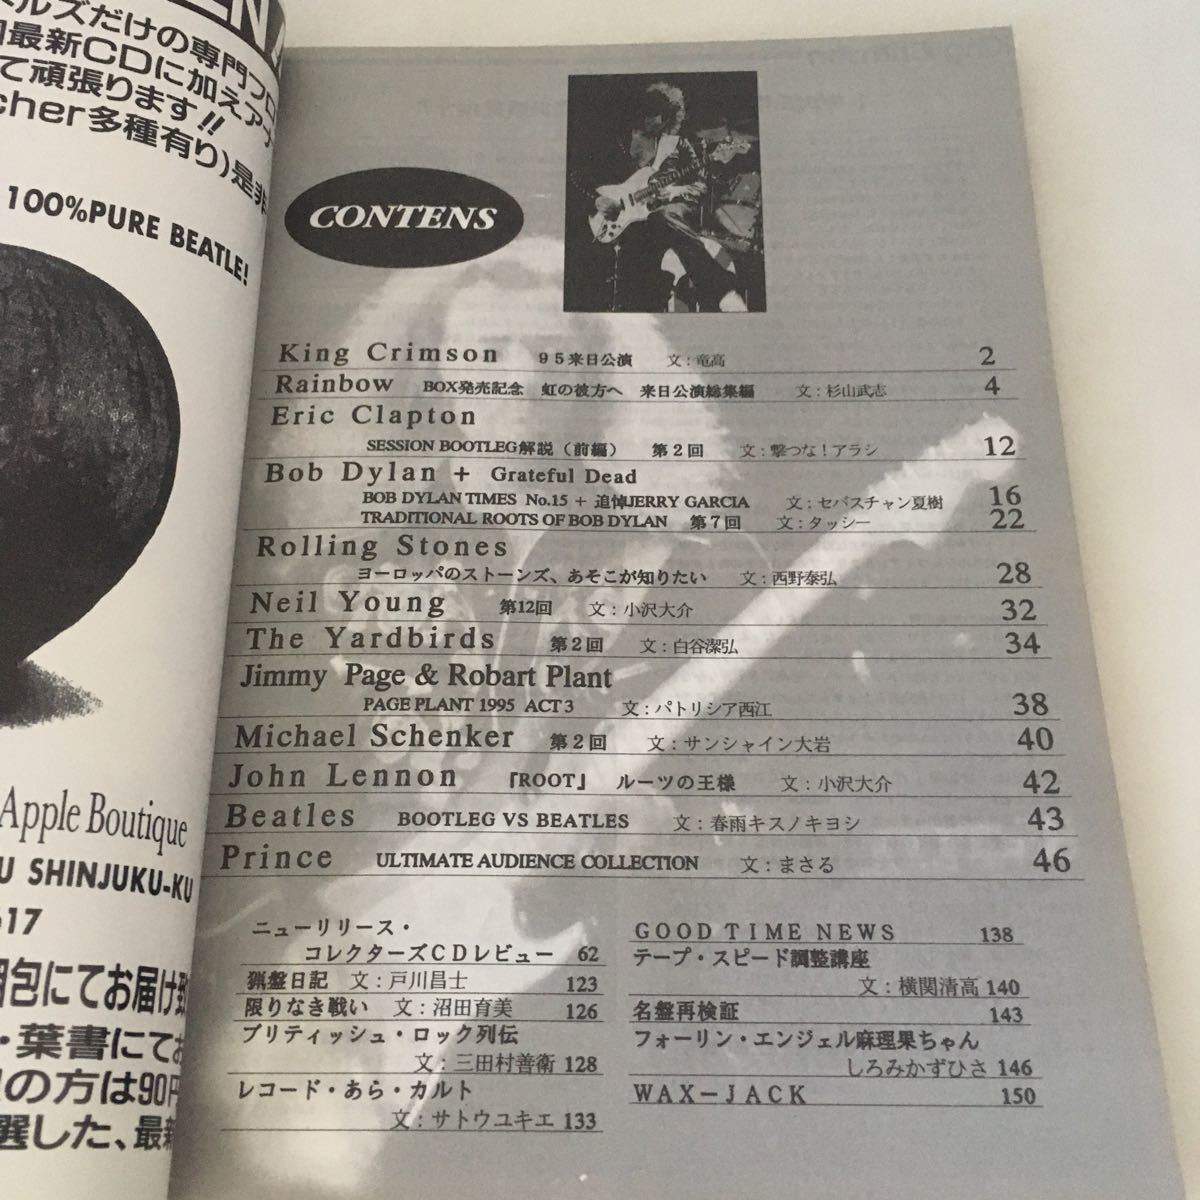 ルズだけの専門フロ
最新CDに加えア
て頑張ります!!
cher多種有り)是非
100%PURE BEATLE!
Apple Boutique
U SHINJUKU-KU
17
包にてお届け致
・葉書にてお
の方は90円
選した、最新
CONTENS
King Crimson 95来日公演 文:竜高 2
Rainbow BOX発売記念 虹の彼方へ 来日公演総集編 文:杉山武志 4
Eric Clapton
SESSION BOOTLEG解説(前編) 第2回 文:撃つな!アラシ 12
Bob Dylan + Grateful Dead
BOB DYLAN TIMES No.15 + 追悼JERRY GARCIA 文:セバスチャン夏樹 16
TRADITIONAL ROOTS OF BOB DYLAN 第7回 文:タッシー 22
Rolling Stones
ヨーロッパのストーンズ、あそこが知りたい 文:西野泰弘 28
Neil Young 第12回 文:小沢大介 32
The Yardbirds 第2回 文:白谷潔弘 34
Jimmy Page & Robart Plant
PAGE PLANT 1995 ACT 3 文:パトリシア西江 38
Michael Schenker 第2回 文:サンシャイン大岩 40
John Lennon 「ROOT」 ルーツの王様 文:小沢大介 42
Beatles BOOTLEG VS BEATLES 文:春雨キスノキヨシ 43
Prince ULTIMATE AUDIENCE COLLECTION 文:まさる 46
ニューリリース・
コレクターズCDレビュー 62
猟盤日記 文:戸川昌士 123
限りなき戦い 文:沼田育美 126
ブリティッシュ・ロック列伝
文:三田村善衛 128
レコード・あら・カルト
文:サトウユキエ 133
GOOD TIME NEWS 138
テープ・スピード調整講座
文:横関清高 140
名盤再検証 143
フォーリン・エンジェル麻理果ちゃん
しろみかずひさ 146
WAX-JACK 150